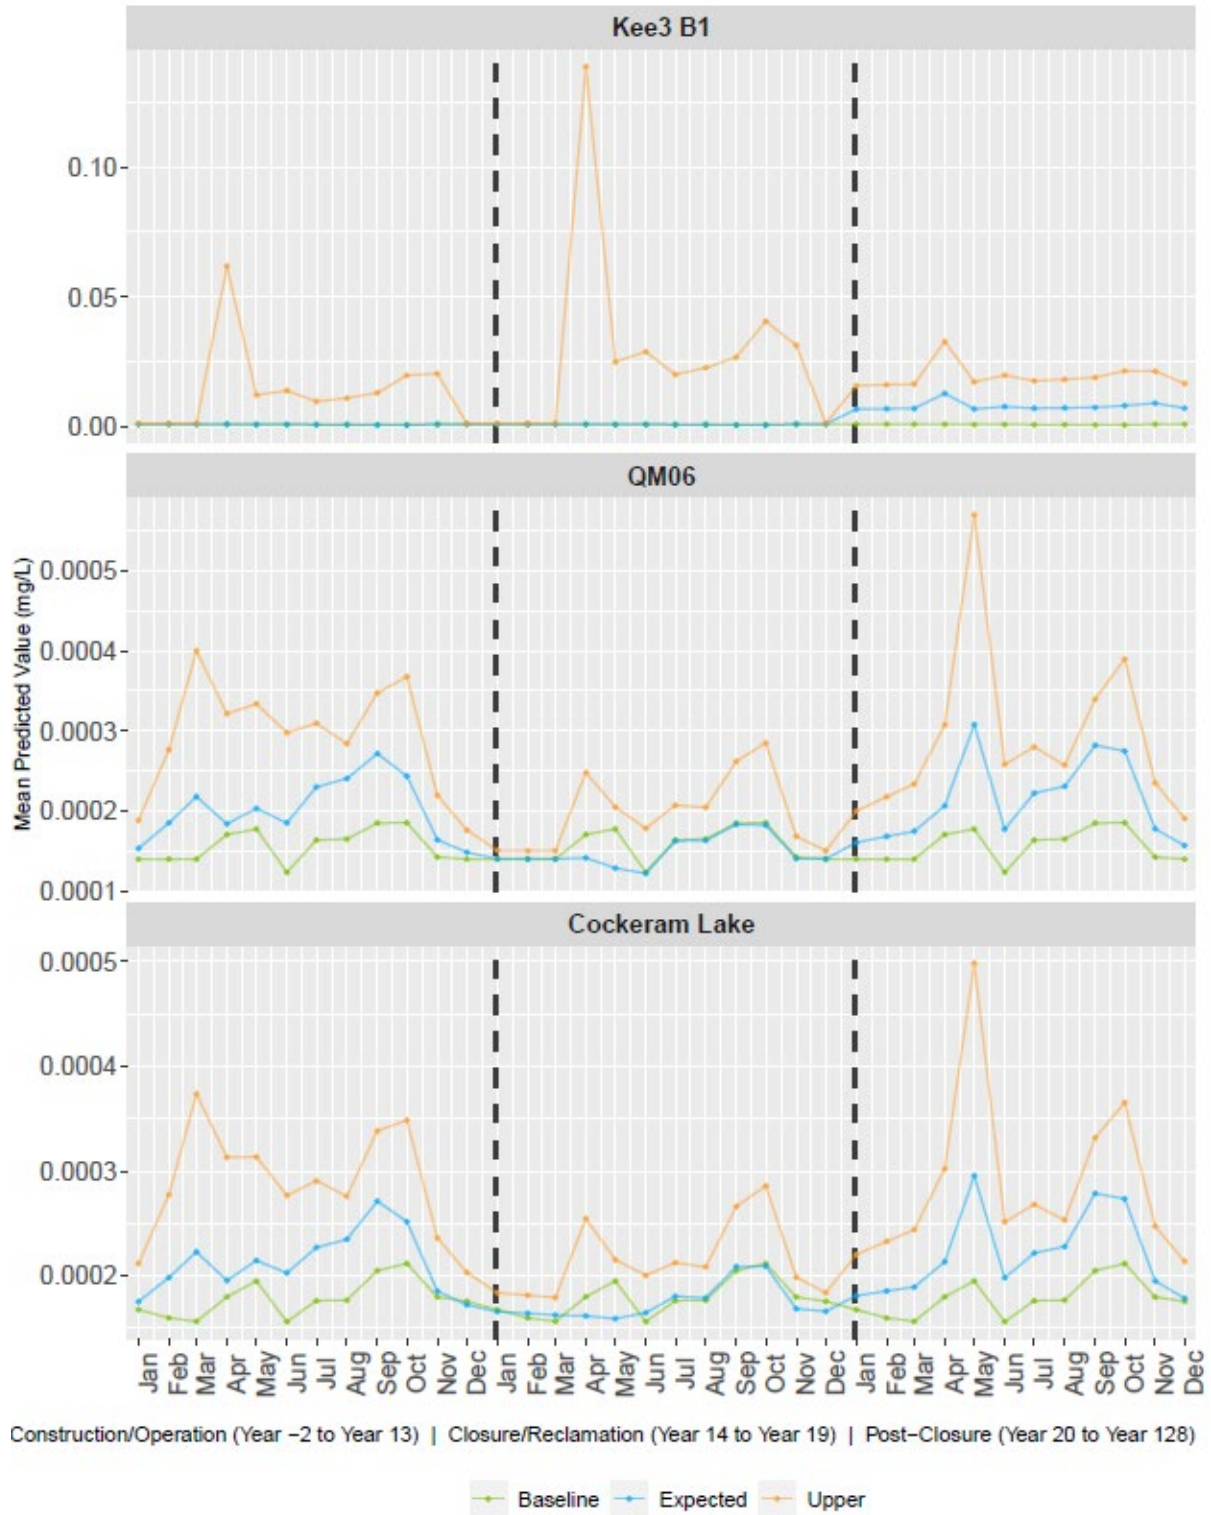 Kee3 B1
0.10
0.05
0.00
QM06
Mean Predicted Value (mg/L)
0.0005
0.0004
0.0003
0.0002
0.0001
Cockeram Lake
0.0005
0.0004
0.0003
0.0002
Jan Feb Mar Apr May Jun Jul Aug Sep Oct Nov Dec Jan Feb Mar Apr May Jun Jul Aug Sep Oct Nov Dec Jan Feb Mar Apr May Jun Jul Aug Sep Oct Nov Dec
Construction/Operation (Year −2 to Year 13) | Closure/Reclamation (Year 14 to Year 19) | Post−Closure (Year 20 to Year 128)
Baseline Expected Upper